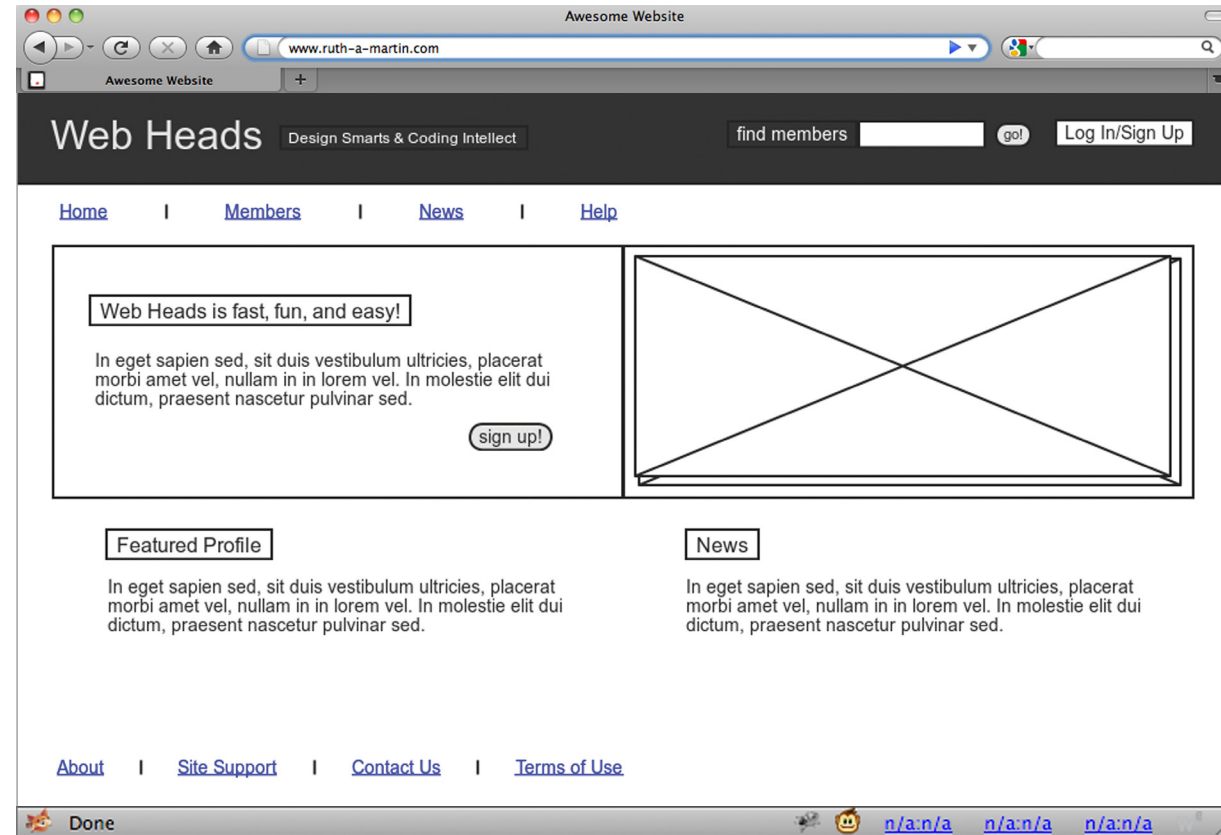 Awesome Website
www.ruth-a-martin.com
Awesome Website
+
Web Heads
Design Smarts & Coding Intellect
find members
go!
Log In/Sign Up
Home | Members | News | Help
Web Heads is fast, fun, and easy!
In eget sapien sed, sit duis vestibulum ultricies, placerat
morbi amet vel, nullam in in lorem vel. In molestie elit dui
dictum, praesent nascetur pulvinar sed.
sign up!
Featured Profile
In eget sapien sed, sit duis vestibulum ultricies, placerat
morbi amet vel, nullam in in lorem vel. In molestie elit dui
dictum, praesent nascetur pulvinar sed.
News
In eget sapien sed, sit duis vestibulum ultricies, placerat
morbi amet vel, nullam in in lorem vel. In molestie elit dui
dictum, praesent nascetur pulvinar sed.
About | Site Support | Contact Us | Terms of Use
Done
n/a:n/a n/a:n/a n/a:n/a